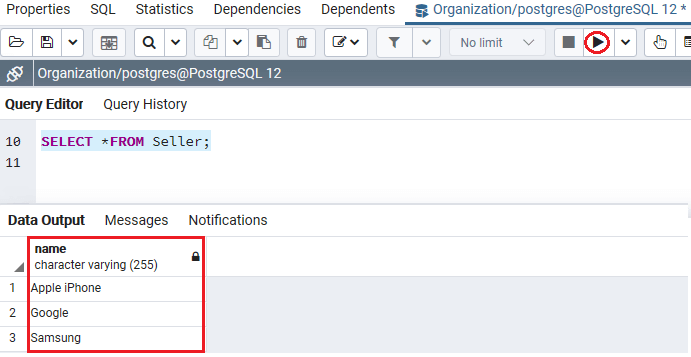 Properties SQL Statistics Dependencies Dependents Organization/postgres@PostgreSQL 12 *
No limit
Organization/postgres@PostgreSQL 12
Query Editor Query History
10 SELECT *FROM Seller;
11
Data Output Messages Notifications
name
character varying (255)
1 Apple iPhone
2 Google
3 Samsung